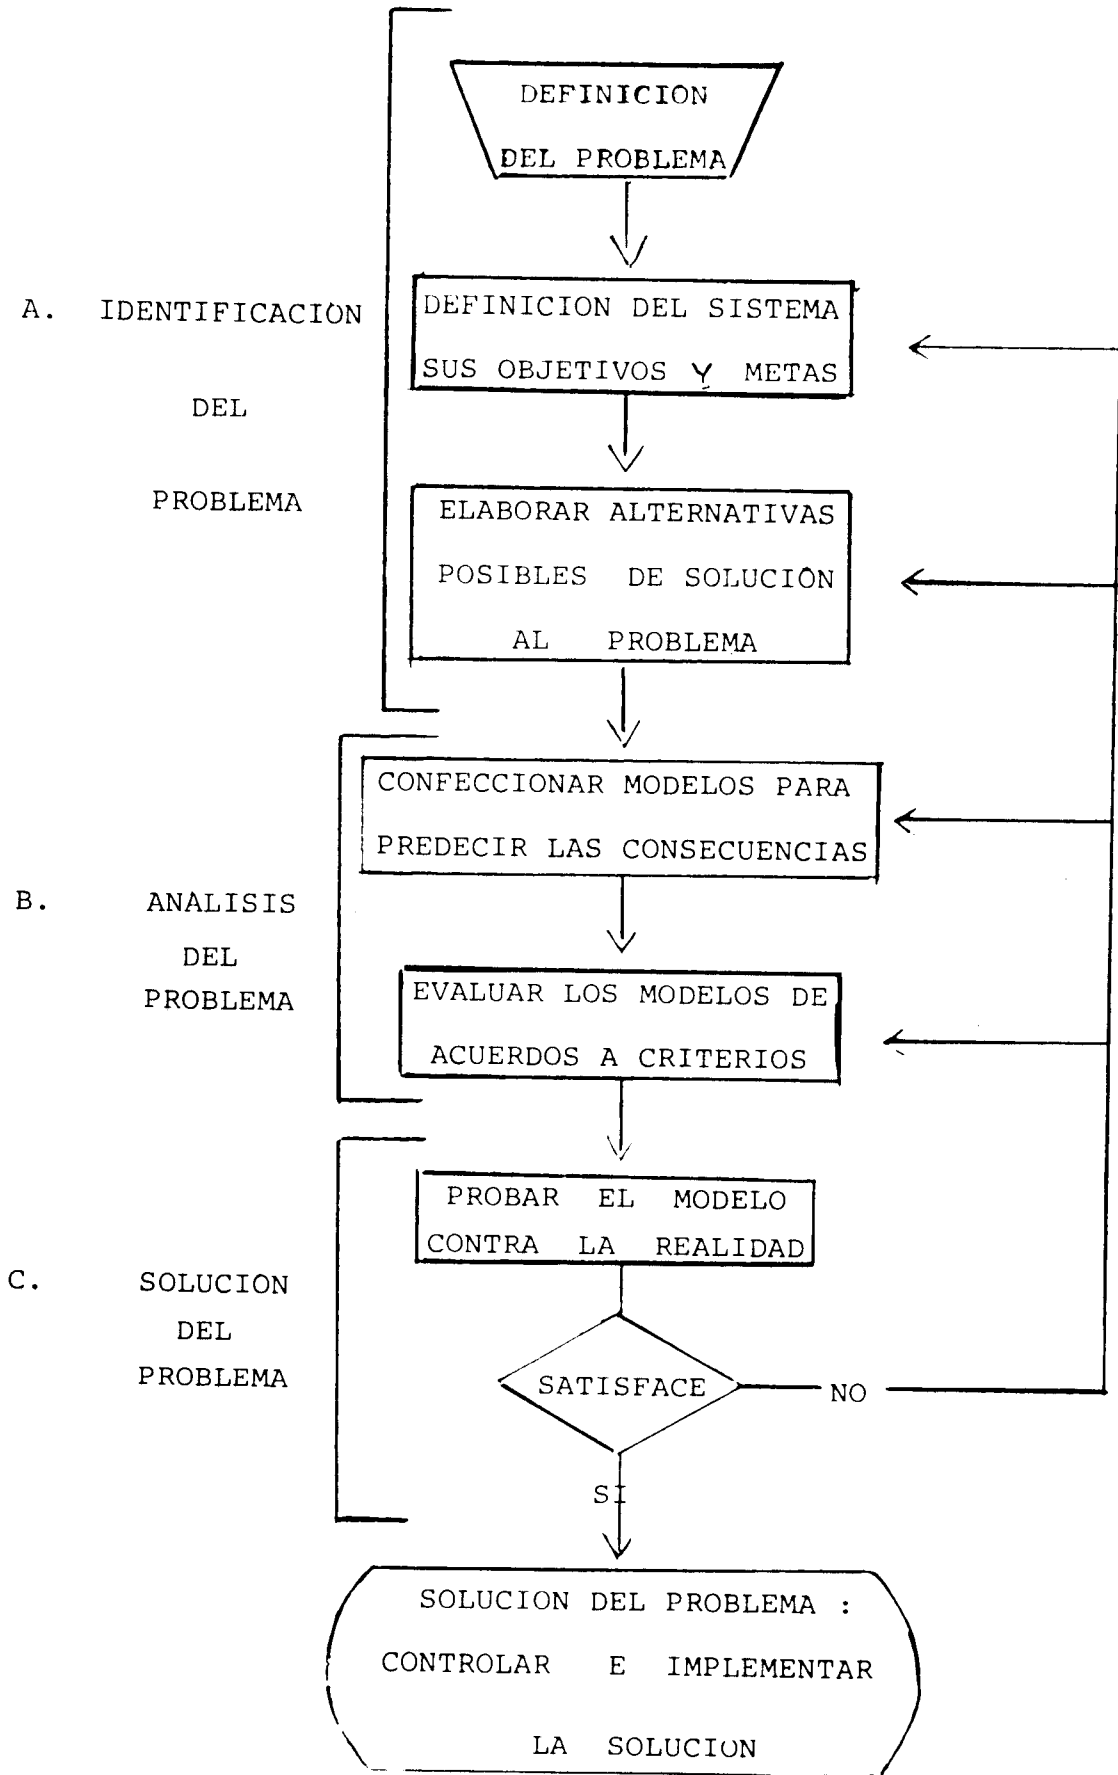 DEFINICION
DEL PROBLEMA
A. IDENTIFICACION
DEL
PROBLEMA
DEFINICION DEL SISTEMA
SUS OBJETIVOS Y METAS
ELABORAR ALTERNATIVAS
POSIBLES DE SOLUCIÓN
AL PROBLEMA
B. ANALISIS
DEL
PROBLEMA
CONFECCIONAR MODELOS PARA
PREDECIR LAS CONSECUENCIAS
EVALUAR LOS MODELOS DE
ACUERDOS A CRITERIOS
C. SOLUCION
DEL
PROBLEMA
PROBAR EL MODELO
CONTRA LA REALIDAD
SATISFACE
NO
SI
SOLUCION DEL PROBLEMA :
CONTROLAR E IMPLEMENTAR
LA SOLUCION